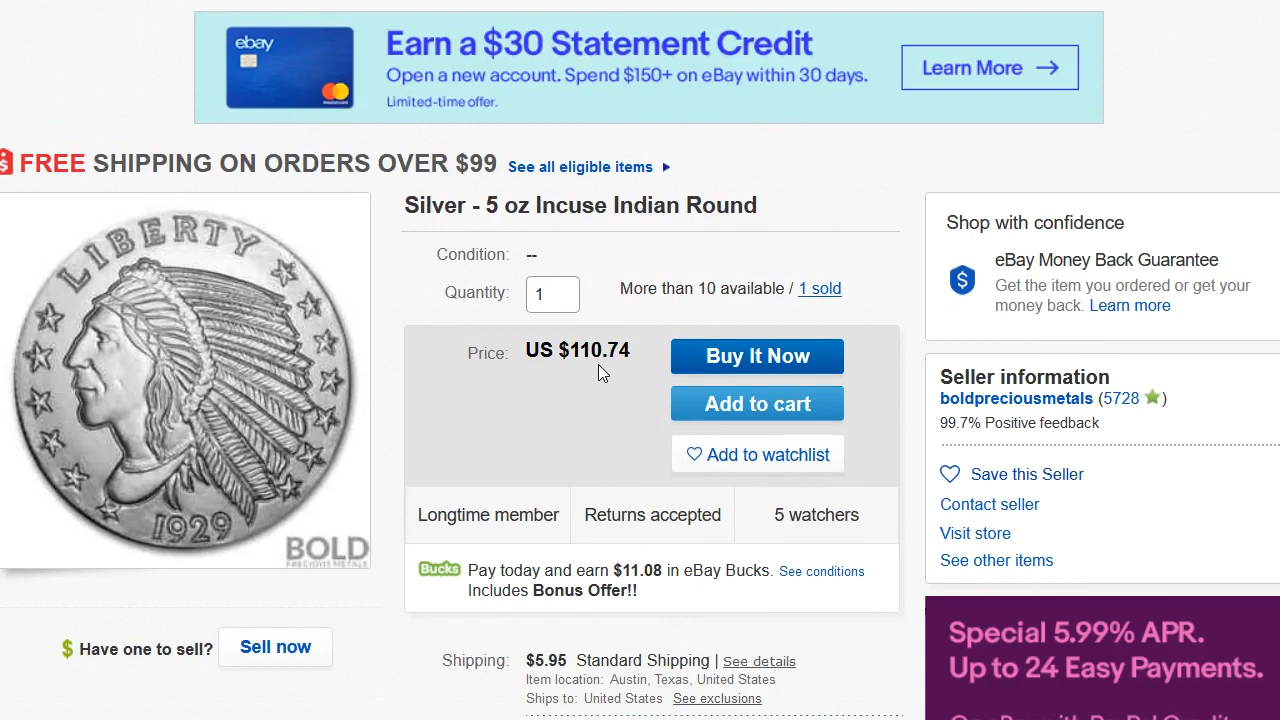 ebay
mastercard
Earn a $30 Statement Credit
Open a new account. Spend $150+ on eBay within 30 days.
Limited-time offer.
Learn More →
$ FREE SHIPPING ON ORDERS OVER $99 See all eligible items
LIBERTY
1929
BOLD
PRECIOUS METALS
Silver - 5 oz Incuse Indian Round
Condition: --
Quantity: 1 More than 10 available / 1 sold
Price: US $110.74 Buy It Now
Add to cart
Add to watchlist
Longtime member Returns accepted 5 watchers
Bucks Pay today and earn $11.08 in eBay Bucks. See conditions
Includes Bonus Offer!!
$ Have one to sell? Sell now
Shipping: $5.95 Standard Shipping | See details
Item location: Austin, Texas, United States
Ships to: United States See exclusions
Shop with confidence
$ eBay Money Back Guarantee
Get the item you ordered or get your
money back. Learn more
Seller information
boldpreciousmetals (5728)
99.7% Positive feedback
Save this Seller
Contact seller
Visit store
See other items
Special 5.99% APR.
Up to 24 Easy Payments.